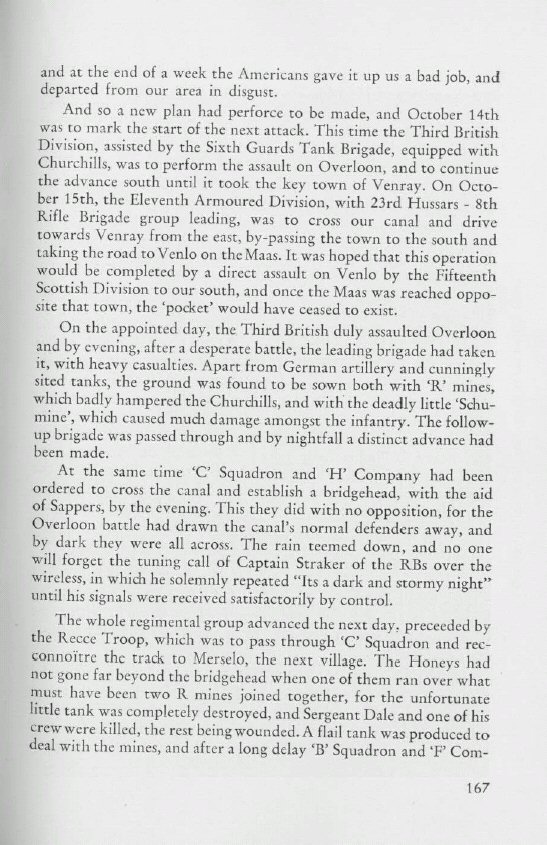 and at the end of a week the Americans gave it up us a bad job, and
departed from our area in disgust.
And so a new plan had perforce to be made, and October 14th
was to mark the start of the next attack. This time the Third British
Division, assisted by the Sixth Guards Tank Brigade, equipped with
Churchills, was to perform the assault on Overloon, and to continue
the advance south until it took the key town of Venray. On Octo-
ber 15th, the Eleventh Armoured Division, with 23rd Hussars - 8th
Rifle Brigade group leading, was to cross our canal and drive
towards Venray from the east, by-passing the town to the south and
taking the road to Venlo on the Maas. It was hoped that this operation
would be completed by a direct assault on Venlo by the Fifteenth
Scottish Division to our south, and once the Maas was reached oppo-
site that town, the ‘pocket’ would have ceased to exist.
On the appointed day, the Third British duly assaulted Overloon
and by evening, after a desperate battle, the leading brigade had taken
it, with heavy casualties. Apart from German artillery and cunningly
sited tanks, the ground was found to be sown both with ‘R’ mines,
which badly hampered the Churchills, and with the deadly little ‘Schu-
mine’, which caused much damage amongst the infantry. The follow-
up brigade was passed through and by nightfall a distinct advance had
been made.
At the same time ‘C’ Squadron and ‘H’ Company had been
ordered to cross the canal and establish a bridgehead, with the aid
of Sappers, by the evening. This they did with no opposition, for the
Overloon battle had drawn the canal’s normal defenders away, and
by dark they were all across. The rain teemed down, and no one
will forget the tuning call of Captain Straker of the RBs over the
wireless, in which he solemnly repeated “Its a dark and stormy night”
until his signals were received satisfactorily by control.
The whole regimental group advanced the next day, preceeded by
the Recce Troop, which was to pass through ‘C’ Squadron and rec-
connoïtre the track to Merselo, the next village. The Honeys had
not gone far beyond the bridgehead when one of them ran over what
must have been two R mines joined together, for the unfortunate
little tank was completely destroyed, and Sergeant Dale and one of his
crew were killed, the rest being wounded. A flail tank was produced to
deal with the mines, and after a long delay ‘B’ Squadron and ‘F’ Com-
167